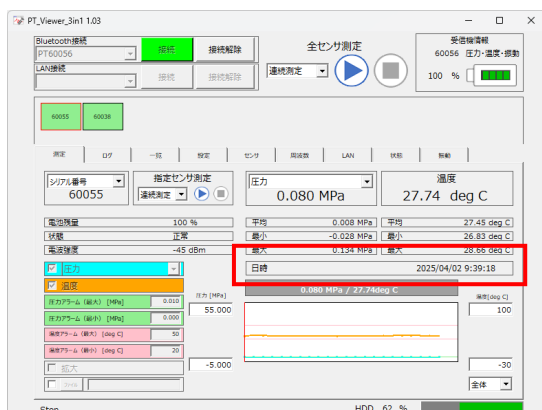 PT_Viewer_3in1 1.03
Bluetooth接続
PT60056
接続
接続解除
LAN接続
接続
接続解除
全センサ測定
連続測定
受信機情報
60056 圧力・温度・振動
100 %
60055
60038
測定 ログ 一覧 設定 センサ 周波数 LAN 状態 振動
シリアル番号
60055
指定センサ測定
連続測定
圧力
0.080 MPa
温度
27.74 deg C
電池残量 100 %
状態 正常
電波強度 -45 dBm
平均 0.008 MPa
最小 -0.028 MPa
最大 0.134 MPa
平均 27.45 deg C
最小 26.83 deg C
最大 28.66 deg C
日時 2025/04/02 9:39:18
圧力
温度
圧力アラーム (最大) [MPa] 0.010
圧力アラーム (最小) [MPa] 0.000
温度アラーム (最大) [deg C] 50
温度アラーム (最小) [deg C] 20
拡大
0.080 MPa / 27.74deg C
圧力 [MPa]
55.000
-5.000
温度[deg C]
100
-30
全体
Stop
HDD 62 %